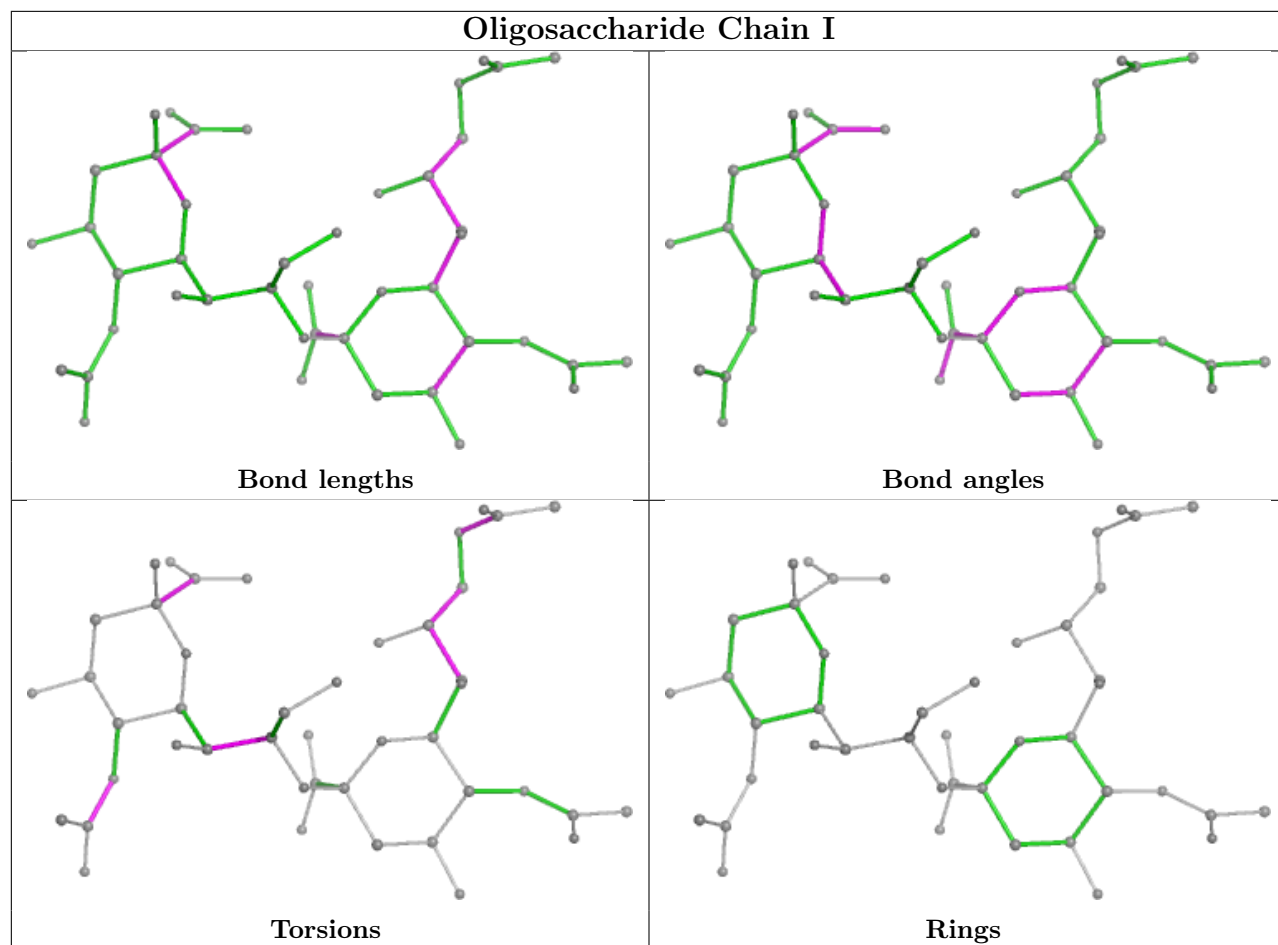 Oligosaccharide Chain I
Bond lengths
Bond angles
Torsions
Rings